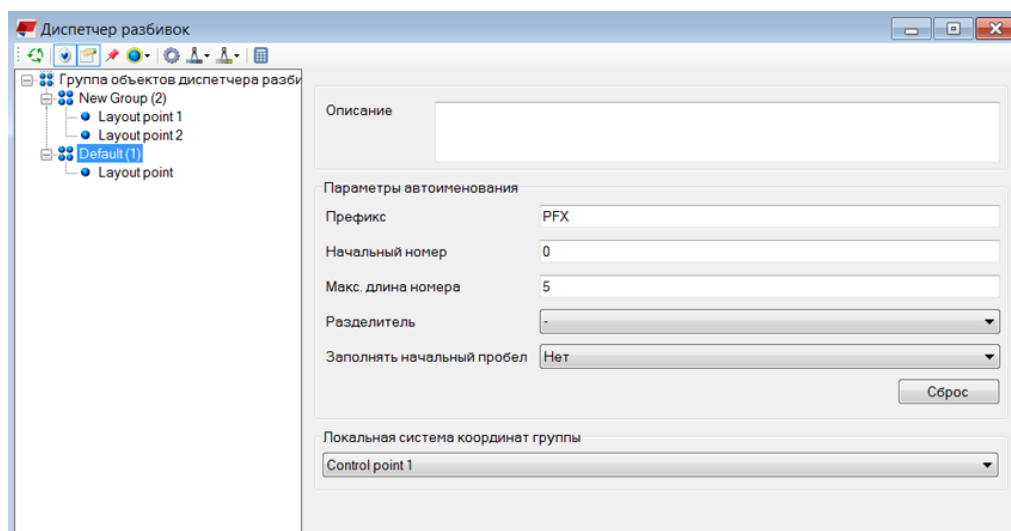 Диспетчер разбивок
Группа объектов диспетчера разби
New Group (2)
Layout point 1
Layout point 2
Default (1)
Layout point
Описание
Параметры автоименования
Префикс PFX
Начальный номер 0
Макс. длина номера 5
Разделитель -
Заполнять начальный пробел Нет
Сброс
Локальная система координат группы
Control point 1